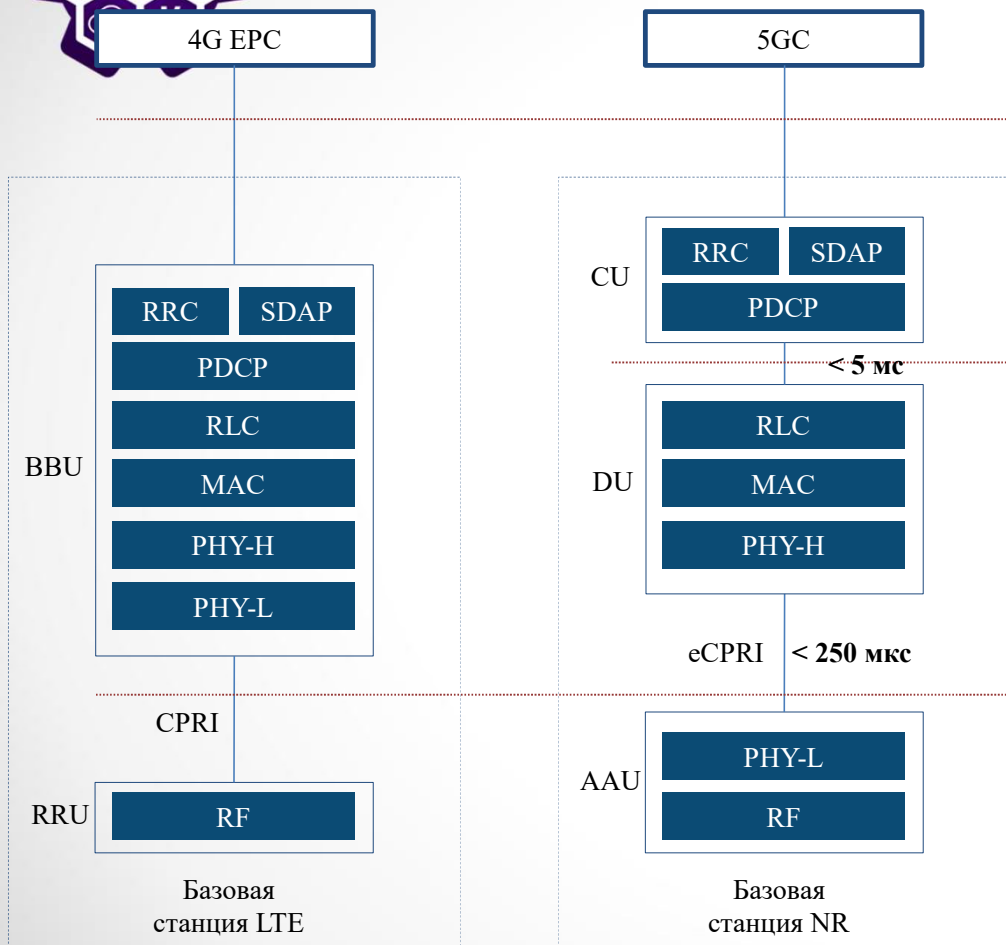 4G EPC
5GC
RRC
SDAP
PDCP
RLC
BBU
MAC
PHY-H
PHY-L
CPRI
RRU
RF
Базовая
станция LTE
CU
RRC
SDAP
PDCP
< 5 мс
RLC
DU
MAC
PHY-H
eCPRI
< 250 мкс
PHY-L
AAU
RF
Базовая
станция NR